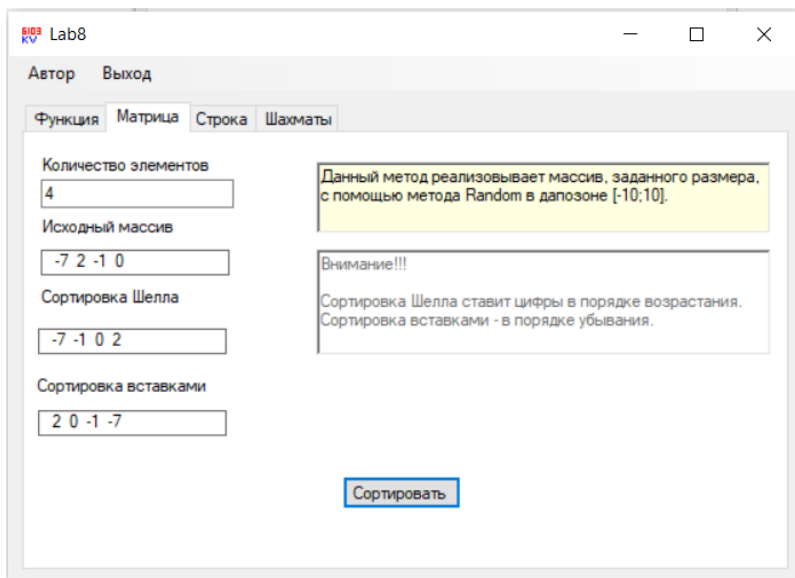 6103
KV
Lab8
Автор Выход
Функция Матрица Строка Шахматы
Количество элементов
4
Исходный массив
-7 2 -1 0
Сортировка Шелла
-7 -1 0 2
Сортировка вставками
2 0 -1 -7
Данный метод реализовывает массив, заданного размера,
с помощью метода Random в дапозоне [-10;10].
Внимание!!!
Сортировка Шелла ставит цифры в порядке возрастания.
Сортировка вставками - в порядке убывания.
Сортировать